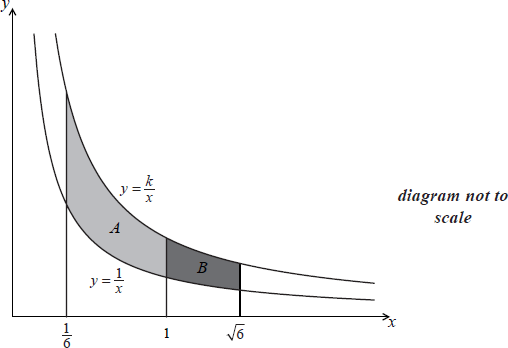 y
y = k/x
A
B
y = 1/x
diagram not to
scale
1/6 1 √6 x